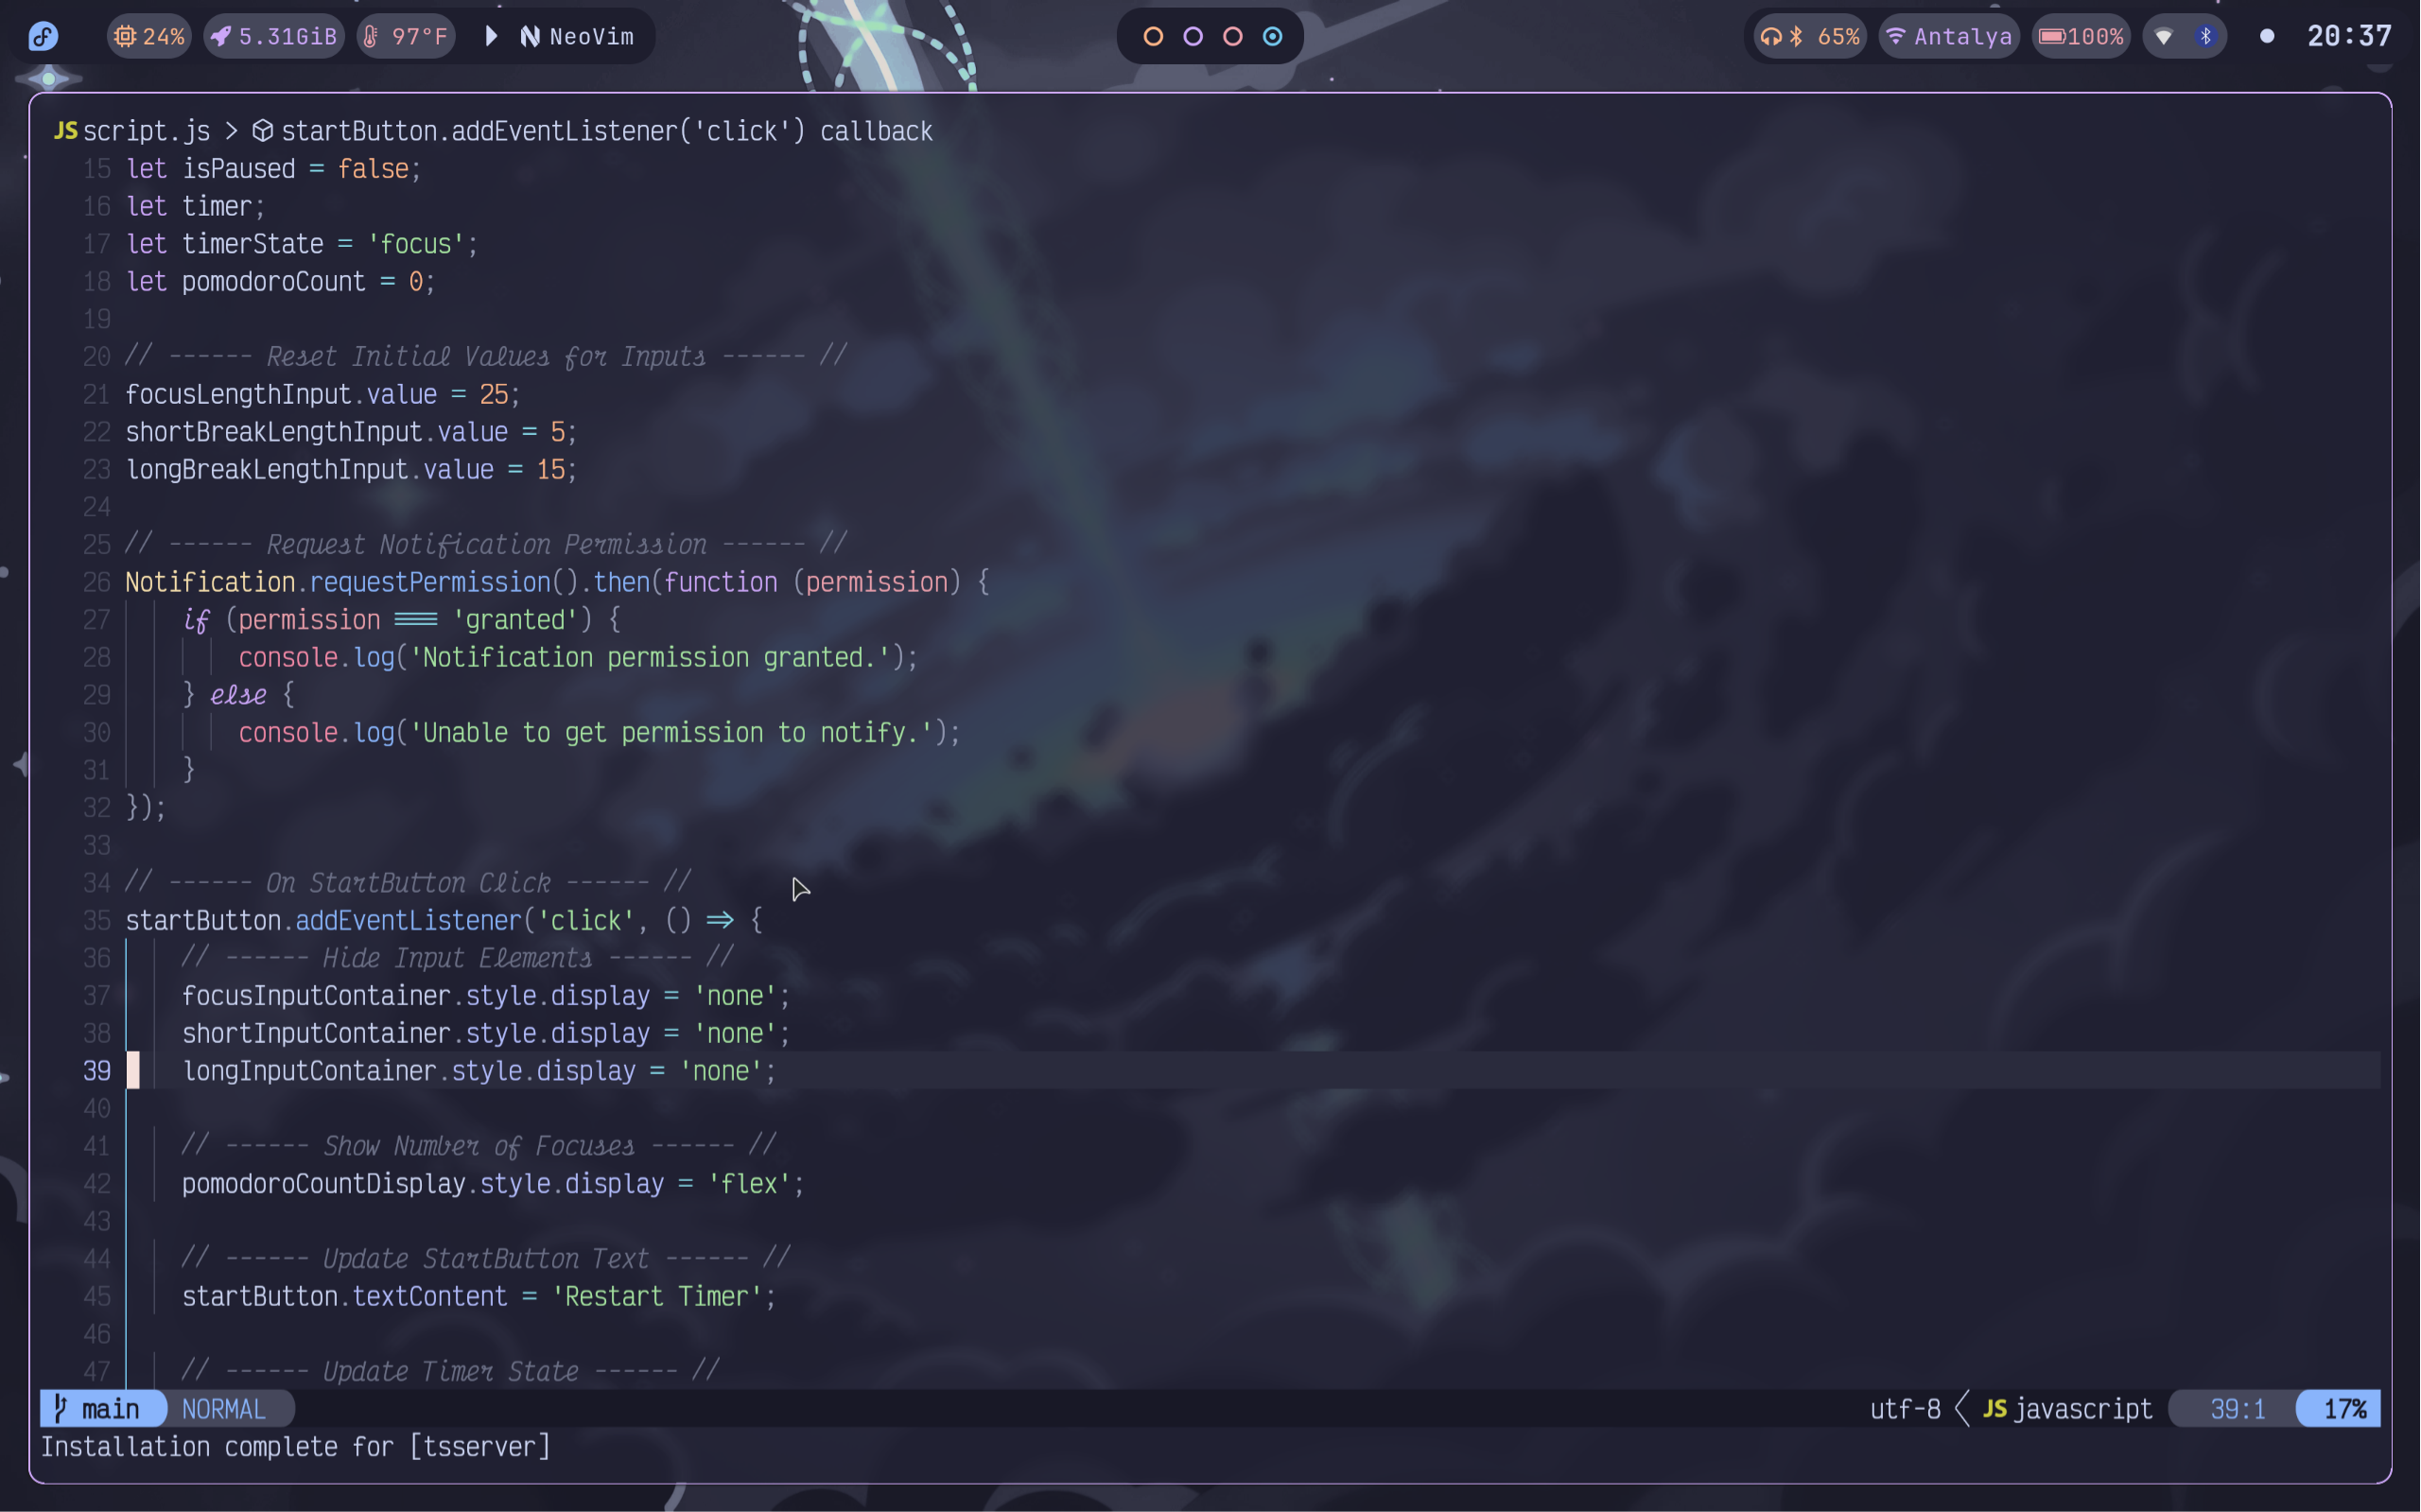 24% 5.31GiB 97°F NeoVim 65% Antalya 100% 20:37
JS script.js > startButton.addEventListener('click') callback
15 let isPaused = false;
16 let timer;
17 let timerState = 'focus';
18 let pomodoroCount = 0;
19
20 // ------ Reset Initial Values for Inputs ------ //
21 focusLengthInput.value = 25;
22 shortBreakLengthInput.value = 5;
23 longBreakLengthInput.value = 15;
24
25 // ------ Request Notification Permission ------ //
26 Notification.requestPermission().then(function (permission) {
27 if (permission === 'granted') {
28 console.log('Notification permission granted.');
29 } else {
30 console.log('Unable to get permission to notify.');
31 }
32 });
33
34 // ------ On StartButton Click ------ //
35 startButton.addEventListener('click', () => {
36 // ------ Hide Input Elements ------ //
37 focusInputContainer.style.display = 'none';
38 shortInputContainer.style.display = 'none';
39 longInputContainer.style.display = 'none';
40
41 // ------ Show Number of Focuses ------ //
42 pomodoroCountDisplay.style.display = 'flex';
43
44 // ------ Update StartButton Text ------ //
45 startButton.textContent = 'Restart Timer';
46
47 // ------ Update Timer State ------ //
main NORMAL utf-8 JS javascript 39:1 17%
Installation complete for [tsserver]